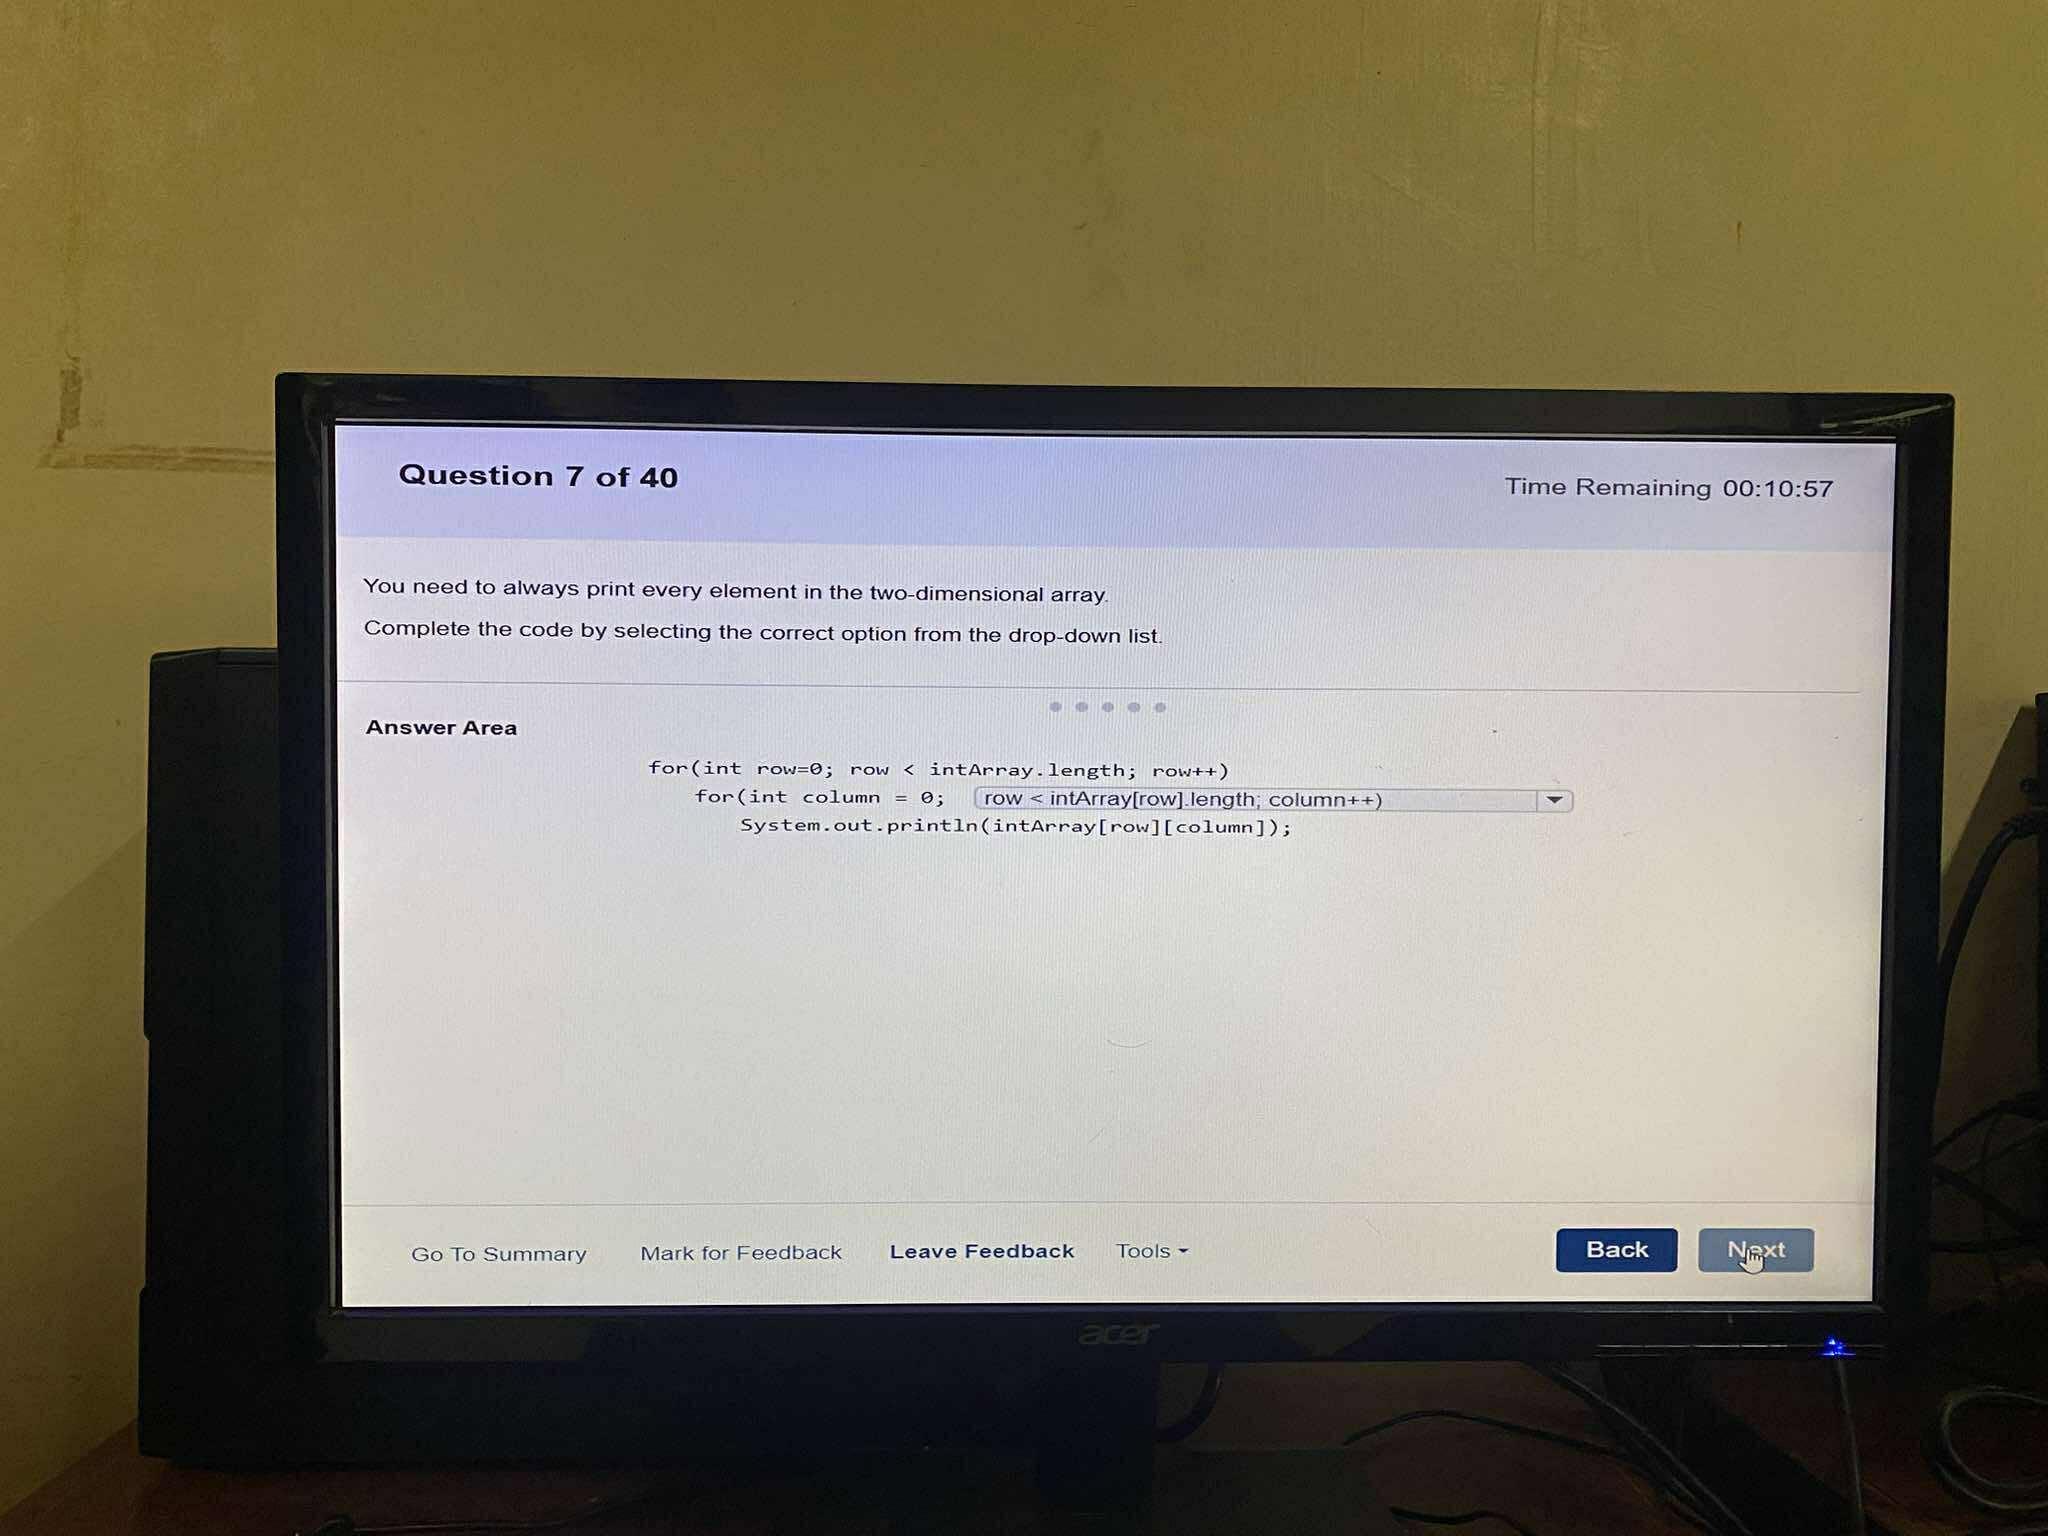 Question 7 of 40
Time Remaining 00:10:57
You need to always print every element in the two-dimensional array.
Complete the code by selecting the correct option from the drop-down list.
Answer Area
for(int row=0; row < intArray.length; row++)
for(int column = 0; row < intArray[row].length; column++)
System.out.println(intArray[row][column]);
Go To Summary Mark for Feedback Leave Feedback Tools Back Next
acer